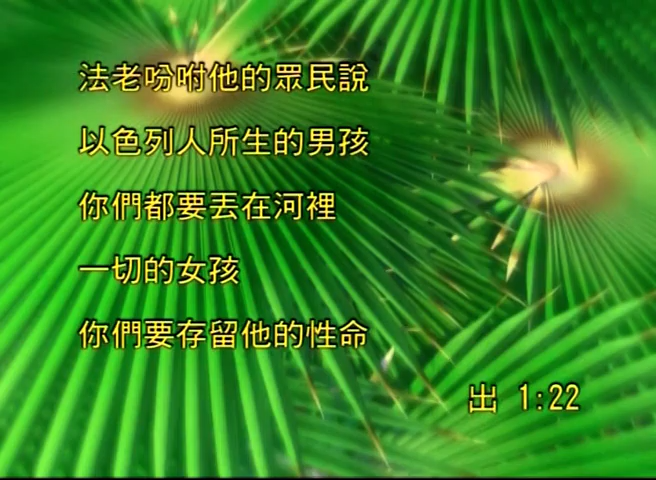 法老吩咐他的眾民說
以色列人所生的男孩
你們都要丟在河裡
一切的女孩
你們要存留他的性命
出 1:22